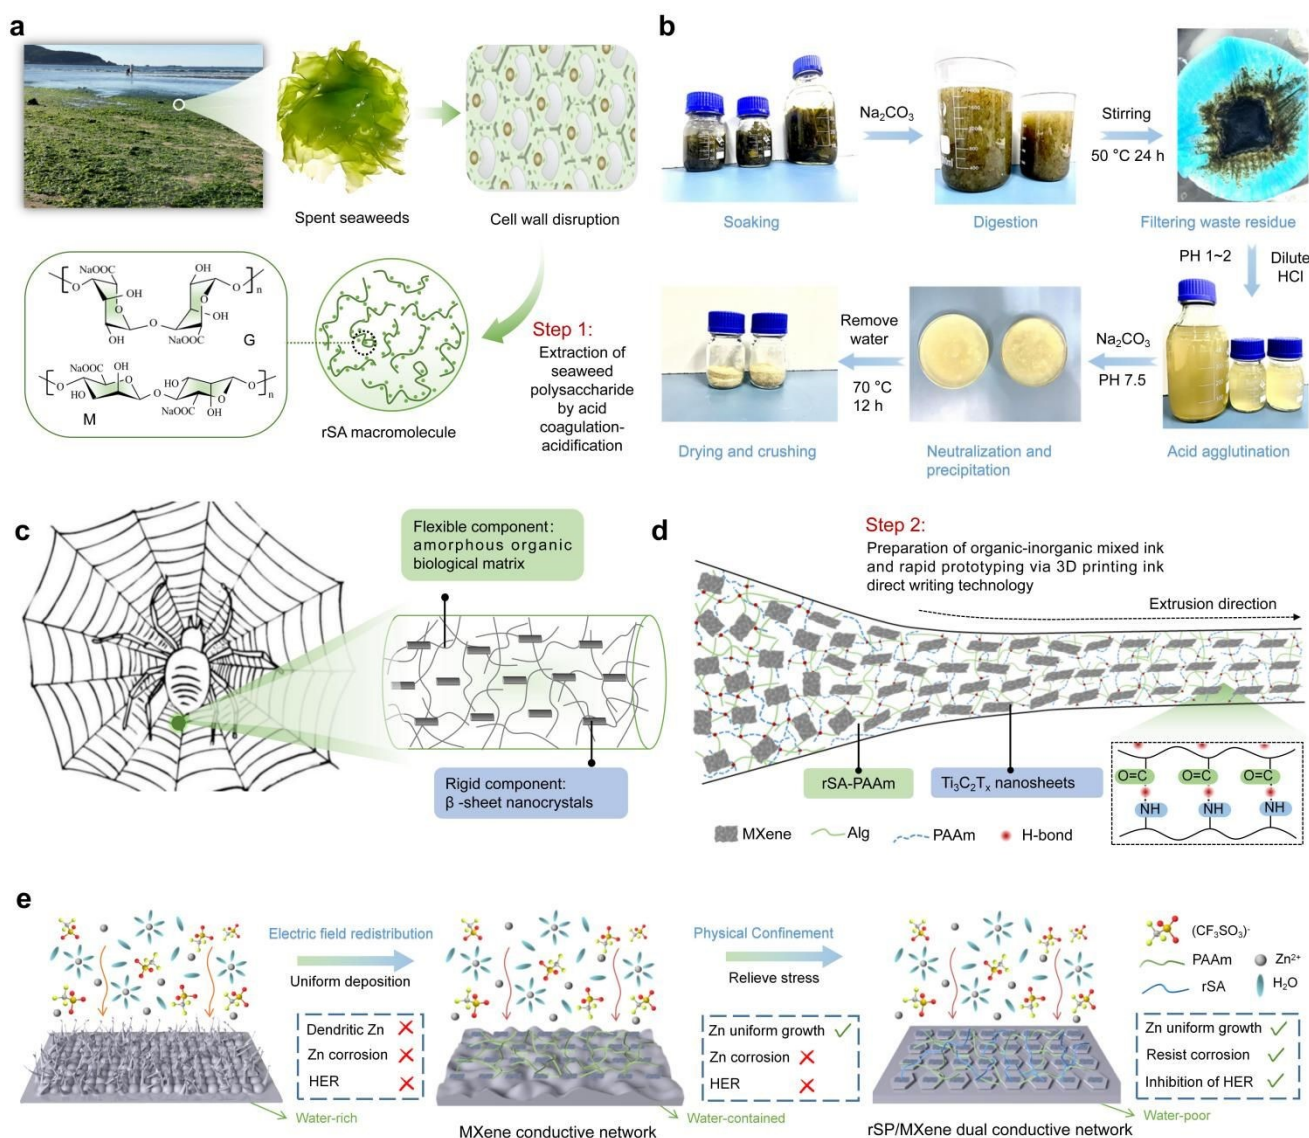 a
Spent seaweeds
Cell wall disruption
NaOOC
OH
OH
OH
OH
OH
NaOOC
n
G
NaOOC
OH
HO
HO
NaOOC
OH
n
M
rSA macromolecule
Step 1:
Extraction of
seaweed
polysaccharide
by acid
coagulation-
acidification
b
Na₂CO₃
Stirring
50 °C 24 h
Soaking
Digestion
Filtering waste residue
PH 1~2
Dilute
HCl
Remove
water
70 °C
12 h
Na₂CO₃
PH 7.5
Drying and crushing
Neutralization and
precipitation
Acid agglutination
c
Flexible component:
amorphous organic
biological matrix
Rigid component:
β -sheet nanocrystals
d
Step 2:
Preparation of organic-inorganic mixed ink
and rapid prototyping via 3D printing ink
direct writing technology
Extrusion direction
rSA-PAAm
Ti₃C₂Tₓ nanosheets
O=C O=C O=C
NH NH NH
MXene Alg PAAm H-bond
e
Electric field redistribution
Uniform deposition
Dendritic Zn
Zn corrosion
HER
Water-rich
Physical Confinement
Relieve stress
Zn uniform growth
Zn corrosion
HER
Water-contained
MXene conductive network
(CF₃SO₃)⁻
PAAm
Zn²⁺
rSA
H₂O
Zn uniform growth
Resist corrosion
Inhibition of HER
Water-poor
rSP/MXene dual conductive network